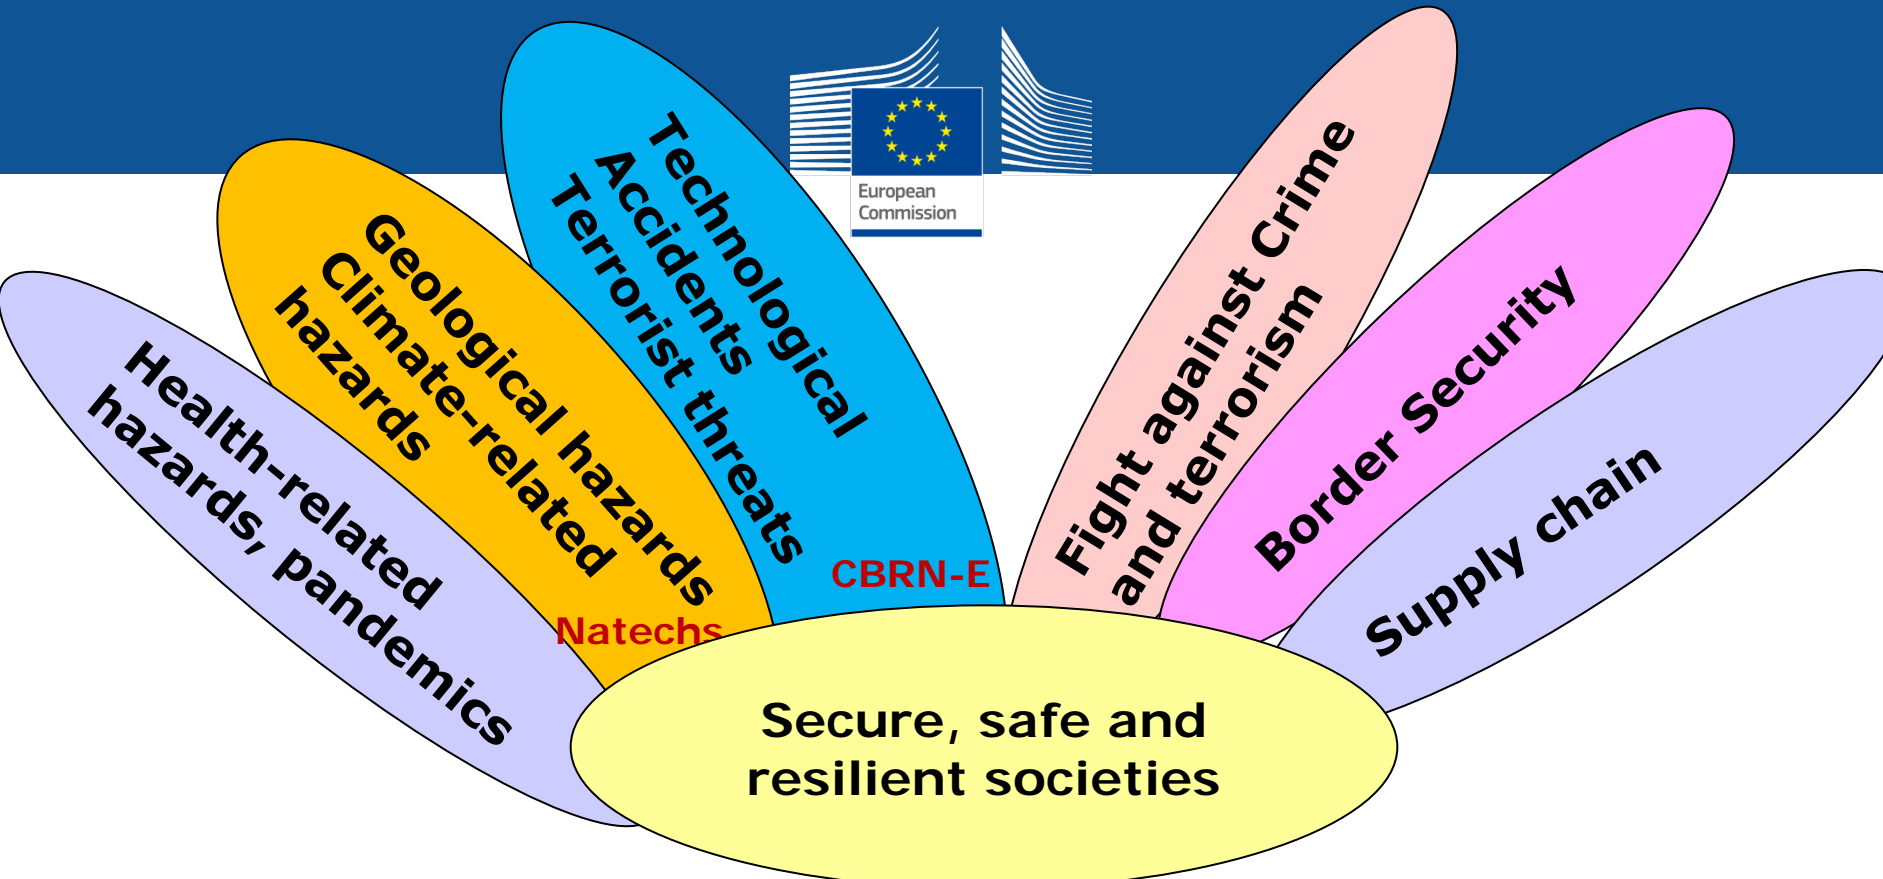 European
Commission
Health-related
hazards, pandemics
Geological hazards
Climate-related
hazards
Natechs
Technological
Accidents
Terrorist threats
CBRN-E
Fight against Crime
and terrorism
Border Security
Supply chain
Secure, safe and
resilient societies